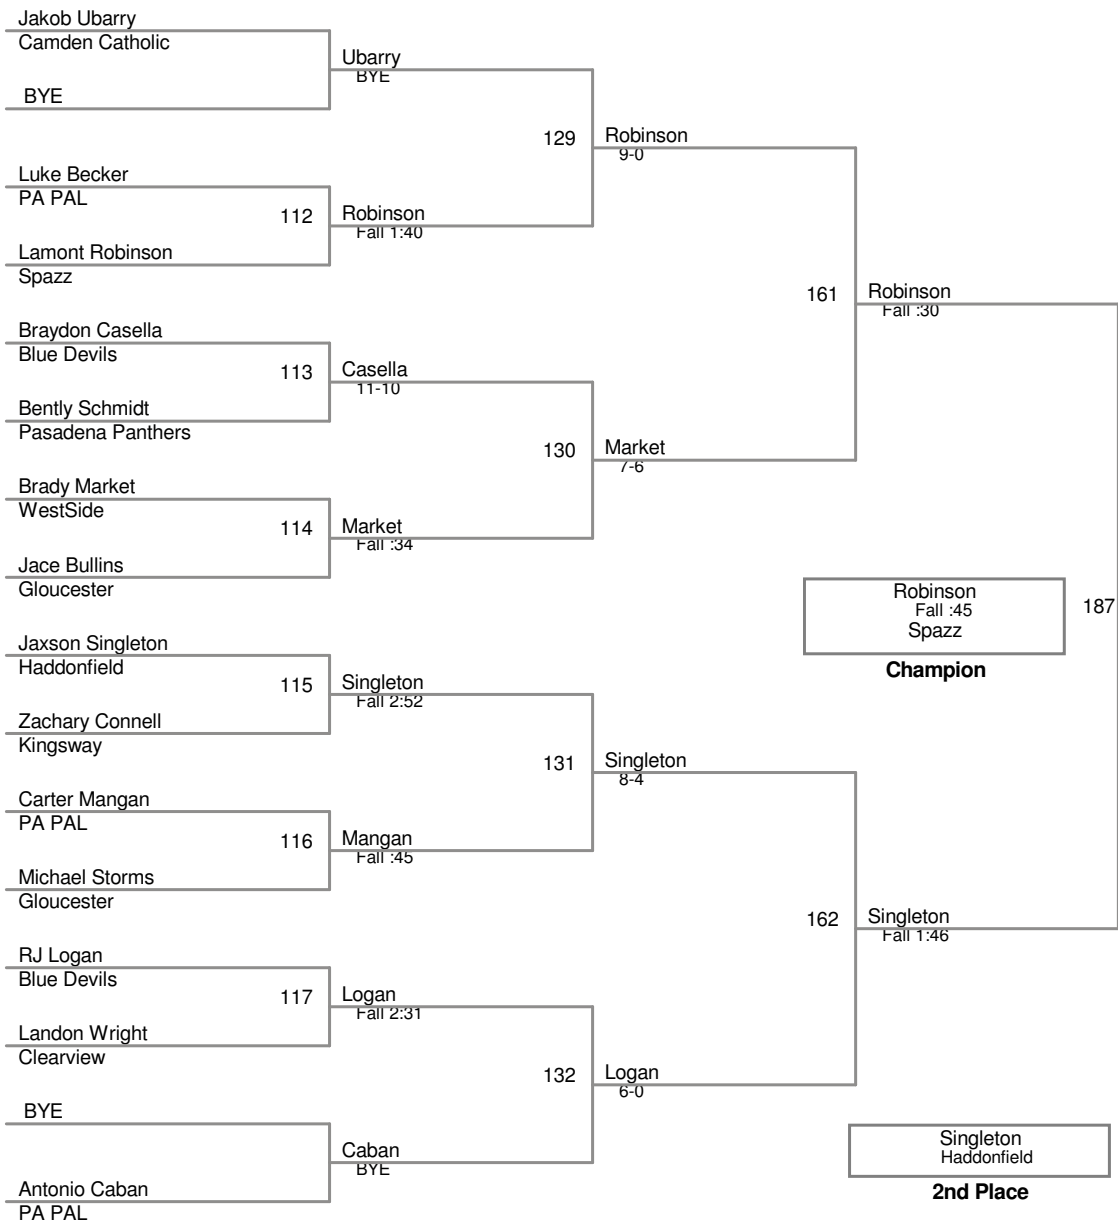 Jakob Ubarry
Camden Catholic
Ubarry
BYE
BYE
129
Robinson
9-0
Luke Becker
PA PAL
112
Robinson
Fall 1:40
Lamont Robinson
Spazz
161
Robinson
Fall :30
Braydon Casella
Blue Devils
113
Casella
11-10
Bently Schmidt
Pasadena Panthers
130
Market
7-6
Brady Market
WestSide
114
Market
Fall :34
Jace Bullins
Gloucester
Robinson
Fall :45
Spazz
187
Champion
Jaxson Singleton
Haddonfield
115
Singleton
Fall 2:52
Zachary Connell
Kingsway
131
Singleton
8-4
Carter Mangan
PA PAL
116
Mangan
Fall :45
Michael Storms
Gloucester
162
Singleton
Fall 1:46
RJ Logan
Blue Devils
117
Logan
Fall 2:31
Landon Wright
Clearview
132
Logan
6-0
BYE
Caban
BYE
Antonio Caban
PA PAL
Singleton
Haddonfield
2nd Place